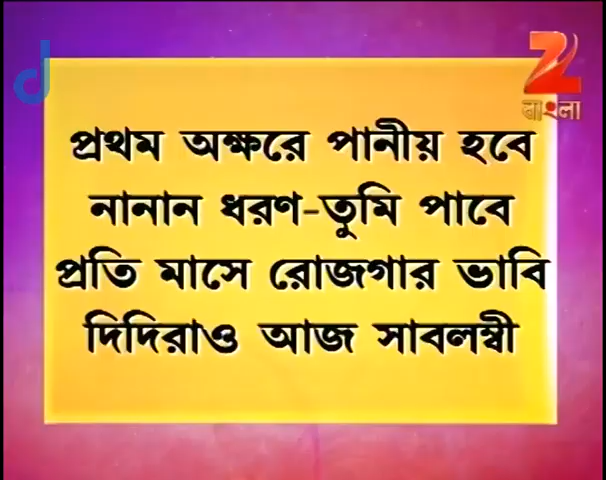 বাংলা
প্রথম অক্ষরে পানীয় হবে
নানান ধরণ-তুমি পাবে
প্রতি মাসে রোজগার ভাবি
দিদিরাও আজ সাবলম্বী